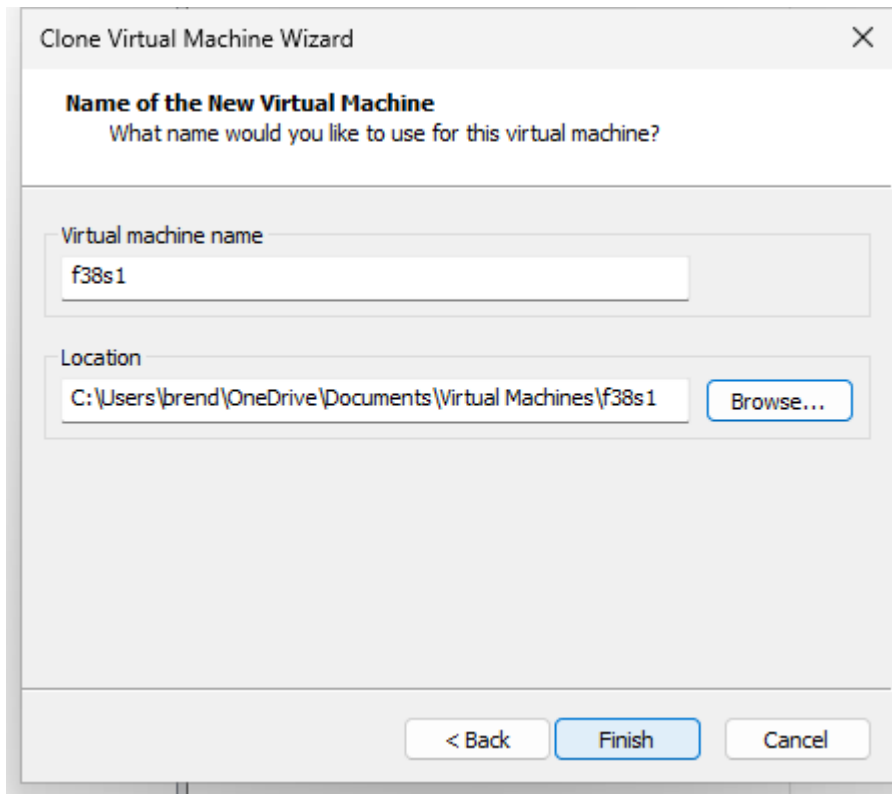 Clone Virtual Machine Wizard
Name of the New Virtual Machine
What name would you like to use for this virtual machine?
Virtual machine name
f38s1
Location
C:\Users\brend\OneDrive\Documents\Virtual Machines\f38s1
Browse...
< Back
Finish
Cancel